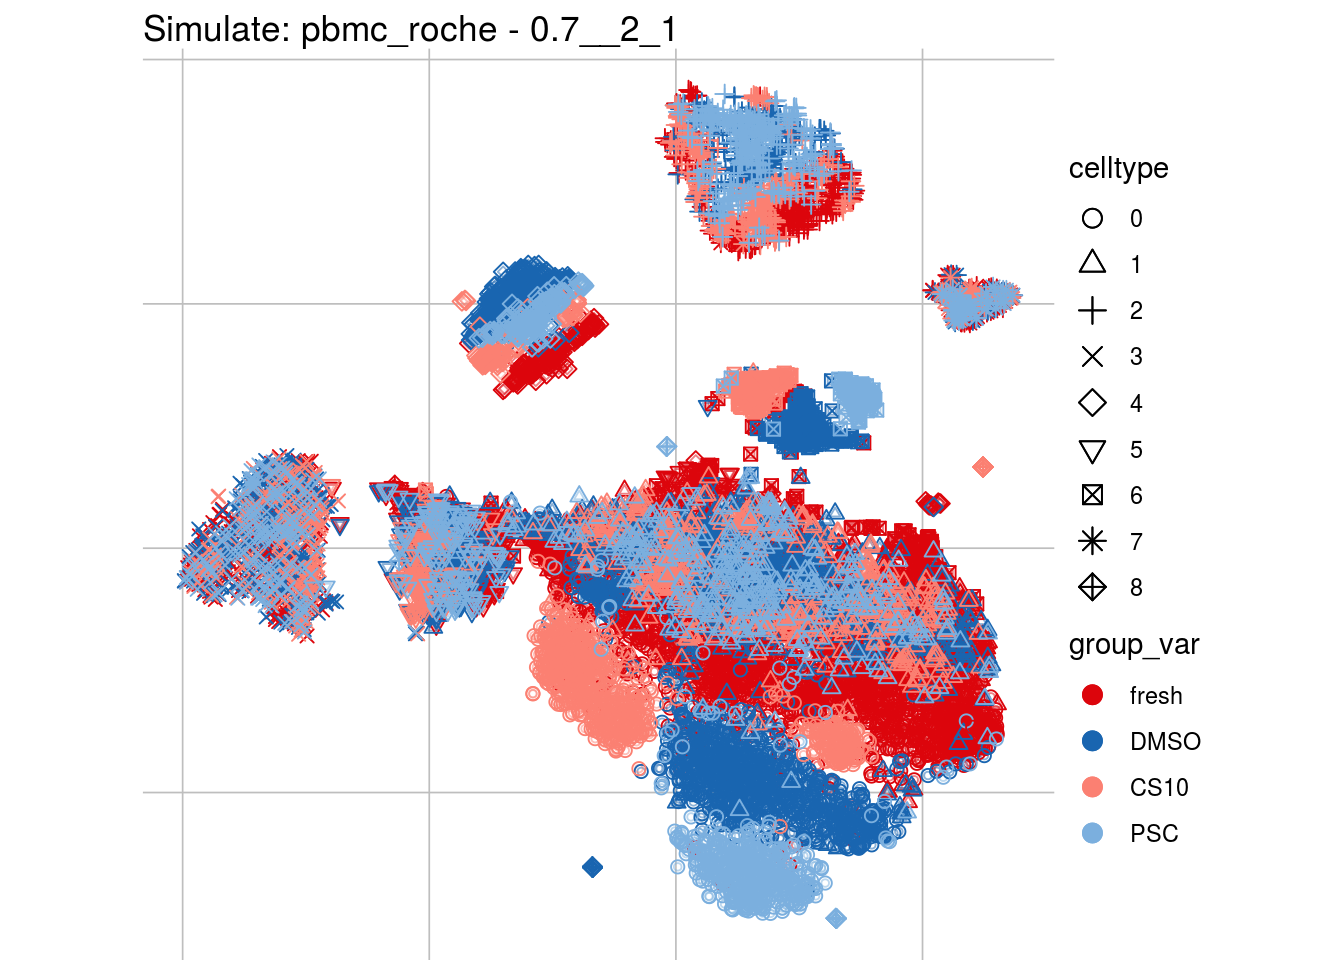 Simulate: pbmc_roche - 0.7__2_1
celltype
0
1
2
3
4
5
6
7
8
group_var
fresh
DMSO
CS10
PSC